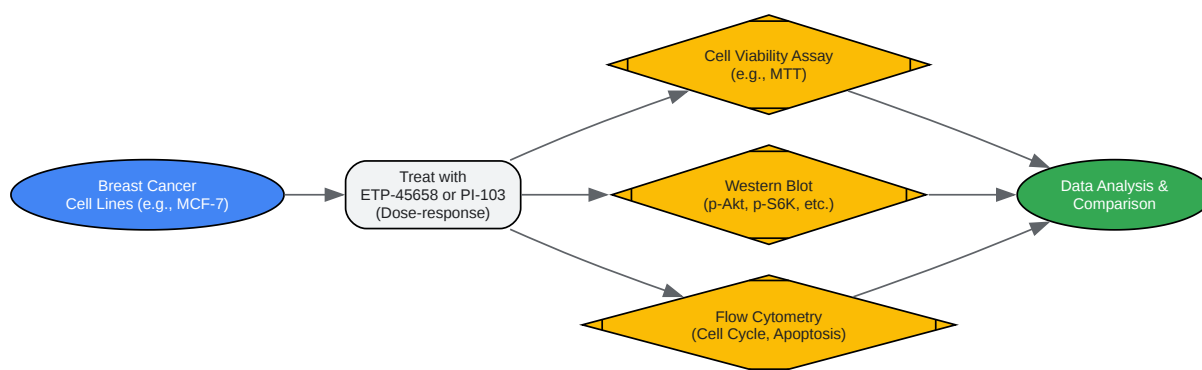 Breast Cancer
Cell Lines (e.g., MCF-7)
Treat with
ETP-45658 or PI-103
(Dose-response)
Cell Viability Assay
(e.g., MTT)
Western Blot
(p-Akt, p-S6K, etc.)
Flow Cytometry
(Cell Cycle, Apoptosis)
Data Analysis &
Comparison